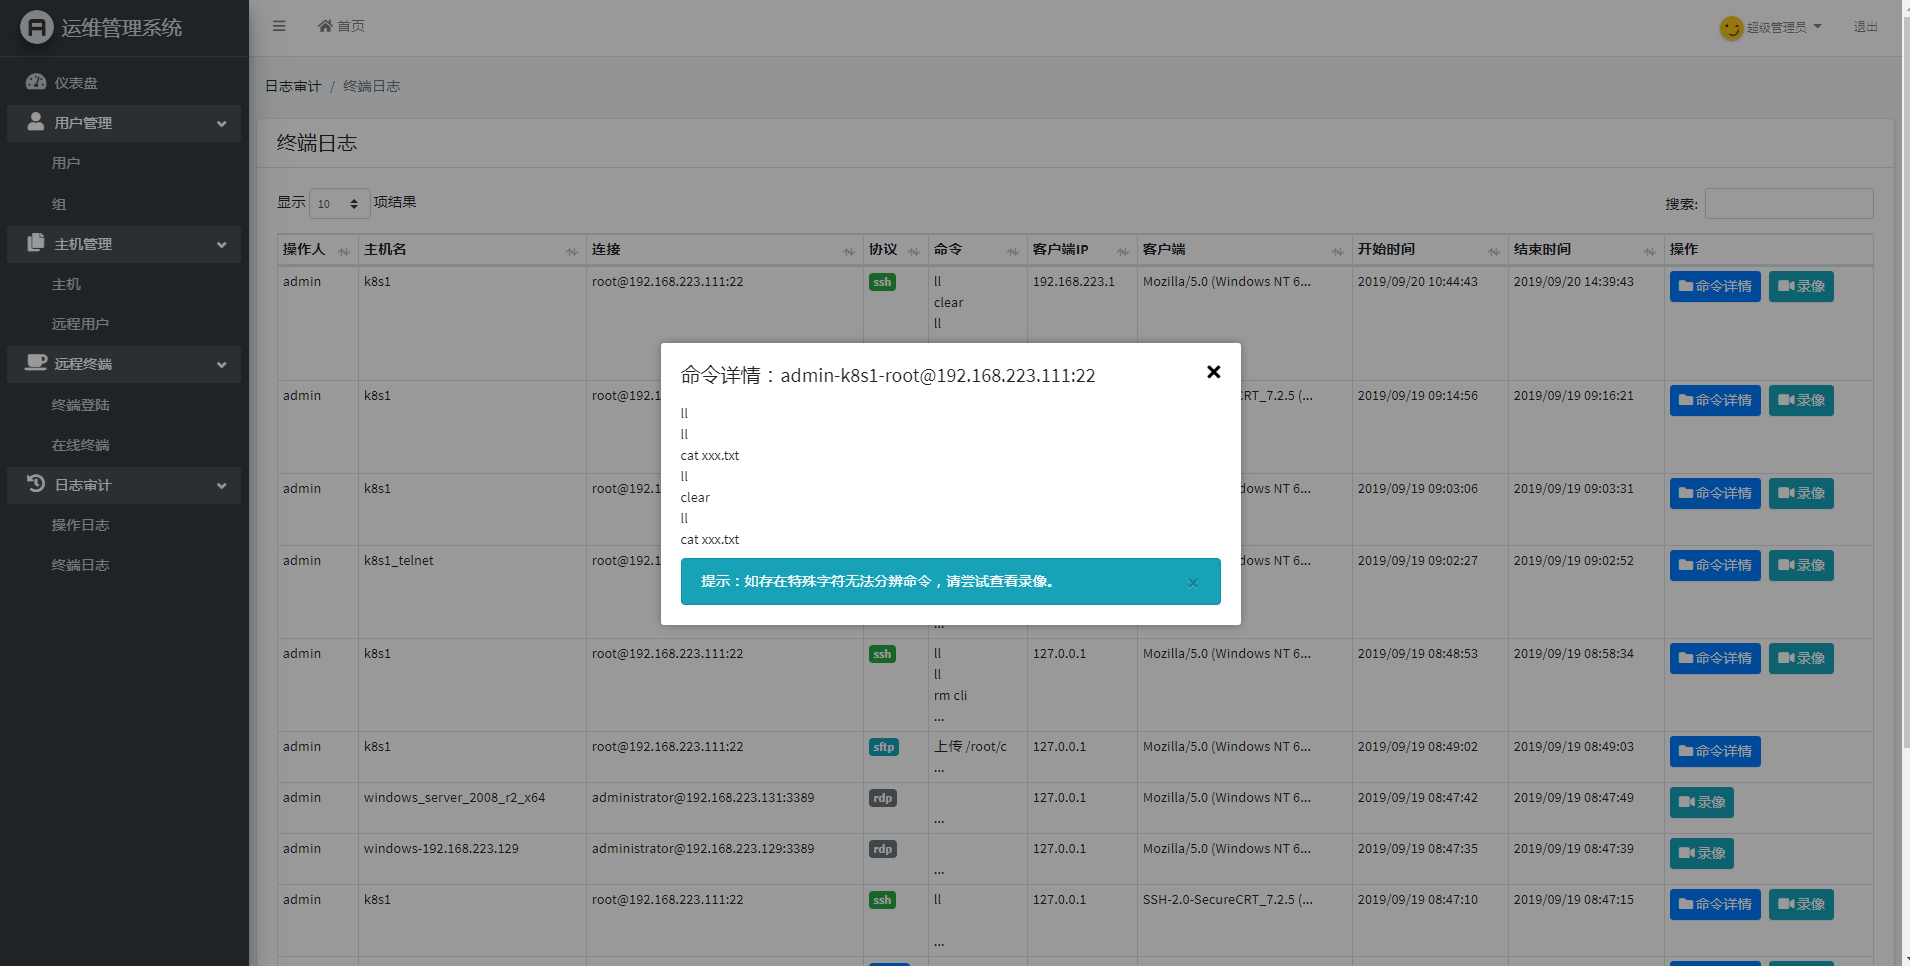 运维管理系统
首页
超级管理员
退出
仪表盘
用户管理
用户
组
主机管理
主机
远程用户
远程终端
终端登陆
在线终端
日志审计
操作日志
终端日志
日志审计 / 终端日志
终端日志
显示 10 项结果
搜索:
操作人 主机名 连接 协议 命令 客户端IP 客户端 开始时间 结束时间 操作
admin k8s1 root@192.168.223.111:22 ssh ll 192.168.223.1 Mozilla/5.0 (Windows NT 6... 2019/09/20 10:44:43 2019/09/20 14:39:43 命令详情 录像
clear
ll
admin k8s1 root@192.1 CRT_7.2.5 (... 2019/09/19 09:14:56 2019/09/19 09:16:21 命令详情 录像
admin k8s1 root@192.1 dows NT 6... 2019/09/19 09:03:06 2019/09/19 09:03:31 命令详情 录像
admin k8s1_telnet root@192.1 dows NT 6... 2019/09/19 09:02:27 2019/09/19 09:02:52 命令详情 录像
...
命令详情：admin-k8s1-root@192.168.223.111:22
ll
ll
cat xxx.txt
ll
clear
ll
cat xxx.txt
提示：如存在特殊字符无法分辨命令，请尝试查看录像。
admin k8s1 root@192.168.223.111:22 ssh ll 127.0.0.1 Mozilla/5.0 (Windows NT 6... 2019/09/19 08:48:53 2019/09/19 08:58:34 命令详情 录像
ll
rm cli
...
admin k8s1 root@192.168.223.111:22 sftp 上传 /root/c 127.0.0.1 Mozilla/5.0 (Windows NT 6... 2019/09/19 08:49:02 2019/09/19 08:49:03 命令详情
...
admin windows_server_2008_r2_x64 administrator@192.168.223.131:3389 rdp 127.0.0.1 Mozilla/5.0 (Windows NT 6... 2019/09/19 08:47:42 2019/09/19 08:47:49 录像
...
admin windows-192.168.223.129 administrator@192.168.223.129:3389 rdp 127.0.0.1 Mozilla/5.0 (Windows NT 6... 2019/09/19 08:47:35 2019/09/19 08:47:39 录像
...
admin k8s1 root@192.168.223.111:22 ssh ll 127.0.0.1 SSH-2.0-SecureCRT_7.2.5 (... 2019/09/19 08:47:10 2019/09/19 08:47:15 命令详情 录像
...